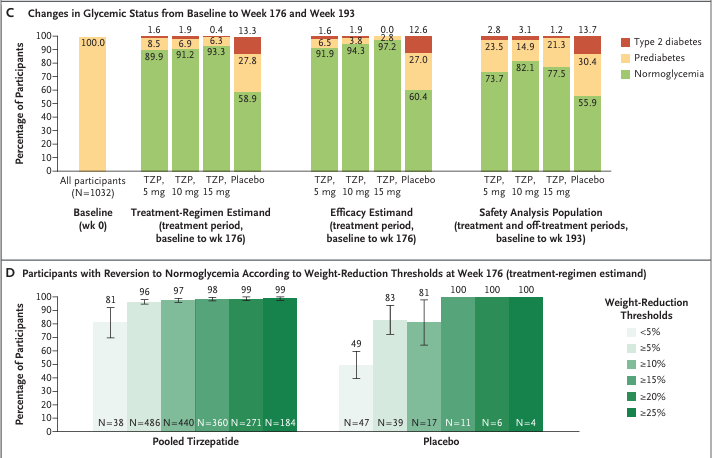 C Changes in Glycemic Status from Baseline to Week 176 and Week 193
Percentage of Participants
100
90
80
70
60
50
40
30
20
10
0
100.0
1.6 1.9 0.4 13.3
8.5 6.9 6.3 27.8
89.9 91.2 93.3 58.9
1.6 1.9 0.0 12.6
6.5 3.8 2.8 27.0
91.9 94.3 97.2 60.4
2.8 3.1 1.2 13.7
23.5 14.9 21.3 30.4
73.7 82.1 77.5 55.9
Type 2 diabetes
Prediabetes
Normoglycemia
All participants
(N=1032)
TZP, TZP, TZP, Placebo
5 mg 10 mg 15 mg
TZP, TZP, TZP, Placebo
5 mg 10 mg 15 mg
TZP, TZP, TZP, Placebo
5 mg 10 mg 15 mg
Baseline
(wk 0)
Treatment-Regimen Estimand
(treatment period,
baseline to wk 176)
Efficacy Estimand
(treatment period,
baseline to wk 176)
Safety Analysis Population
(treatment and off-treatment periods,
baseline to wk 193)
D Participants with Reversion to Normoglycemia According to Weight-Reduction Thresholds at Week 176 (treatment-regimen estimand)
Percentage of Participants
100
90
80
70
60
50
40
30
20
10
0
81 96 97 98 99 99
N=38 N=486 N=440 N=360 N=271 N=184
Pooled Tirzepatide
49 83 81 100 100 100
N=47 N=39 N=17 N=11 N=6 N=4
Placebo
Weight-Reduction
Thresholds
<5%
≥5%
≥10%
≥15%
≥20%
≥25%